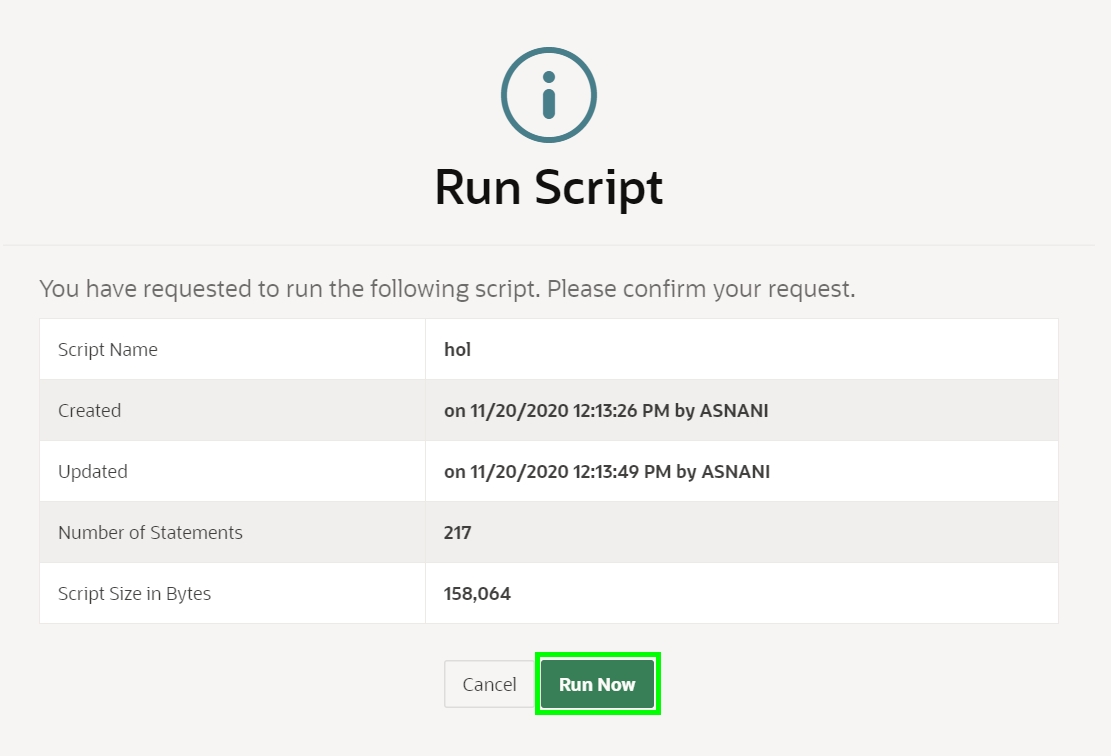 Run Script
You have requested to run the following script. Please confirm your request.
Script Name hol
Created on 11/20/2020 12:13:26 PM by ASNANI
Updated on 11/20/2020 12:13:49 PM by ASNANI
Number of Statements 217
Script Size in Bytes 158,064
Cancel Run Now